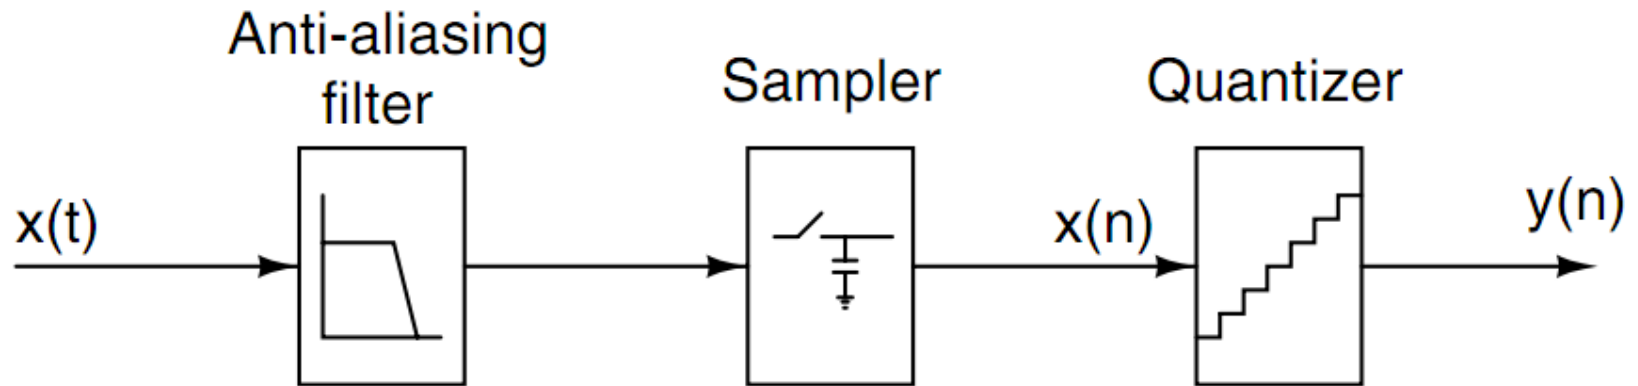 Anti-aliasing
filter
Sampler
Quantizer
x(t)
x(n)
y(n)